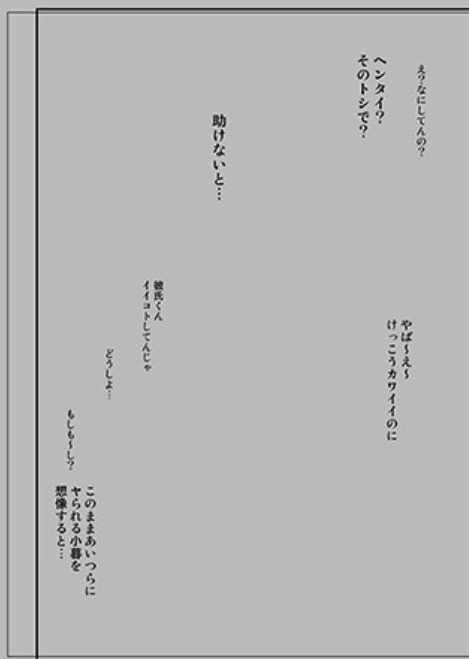 え？なにしてんの？
ヘンタイ？
そのトシで？
やば～え～
けっこうカワイイのに
助けないと…
彼氏くん
イイコトしてんじゃ
どうしよ…
もしも～し？
このままあいつらに
ヤられる小暮を
想像すると…